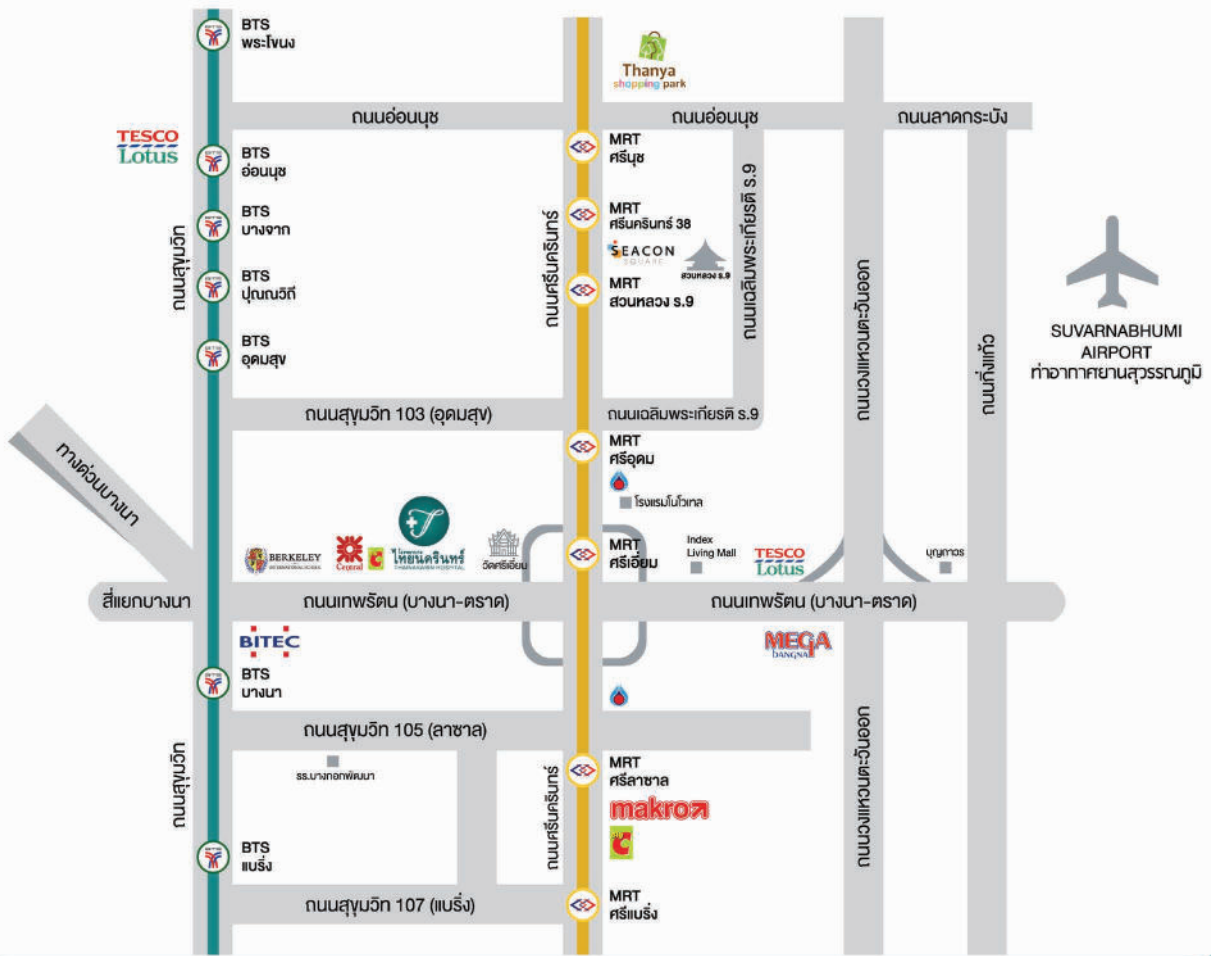 BTS
พระโขนง
Thanya
shopping park
ถนนอ่อนนุช
ถนนอ่อนนุช
ถนนลาดกระบัง
TESCO
Lotus
BTS
อ่อนนุช
MRT
ศรีนุช
BTS
บางจาก
MRT
ศรีนครินทร์ 38
SEACON
SQUARE
สวนหลวง ร.9
ถนนสุขุมวิท
ถนนศรีนครินทร์
ถนนเฉลิมพระเกียรติ ร.9
BTS
ปุณณวิถี
MRT
สวนหลวง ร.9
ถนนวงแหวนตะวันออก
ถนนกิ่งแก้ว
SUVARNABHUMI
AIRPORT
ท่าอากาศยานสุวรรณภูมิ
BTS
อุดมสุข
ถนนสุขุมวิท 103 (อุดมสุข)
ถนนเฉลิมพระเกียรติ ร.9
MRT
ศรีอุดม
โรงแรมโนโวเทล
ทางด่วนบางนา
BERKELEY
INTERNATIONAL SCHOOL
Central
โรงพยาบาล
ไทยนครินทร์
THAINAKARIN HOSPITAL
วัดศรีเอี่ยม
MRT
ศรีเอี่ยม
Index
Living Mall
TESCO
Lotus
บุญถาวร
สี่แยกบางนา
ถนนเทพรัตน (บางนา-ตราด)
ถนนเทพรัตน (บางนา-ตราด)
BITEC
MEGA
BANGNA
BTS
บางนา
ถนนสุขุมวิท 105 (ลาซาล)
รร.บางกอกพัฒนา
ถนนสุขุมวิท
ถนนศรีนครินทร์
ถนนวงแหวนตะวันออก
MRT
ศรีลาซาล
makro
BTS
แบริ่ง
ถนนสุขุมวิท 107 (แบริ่ง)
MRT
ศรีแบริ่ง